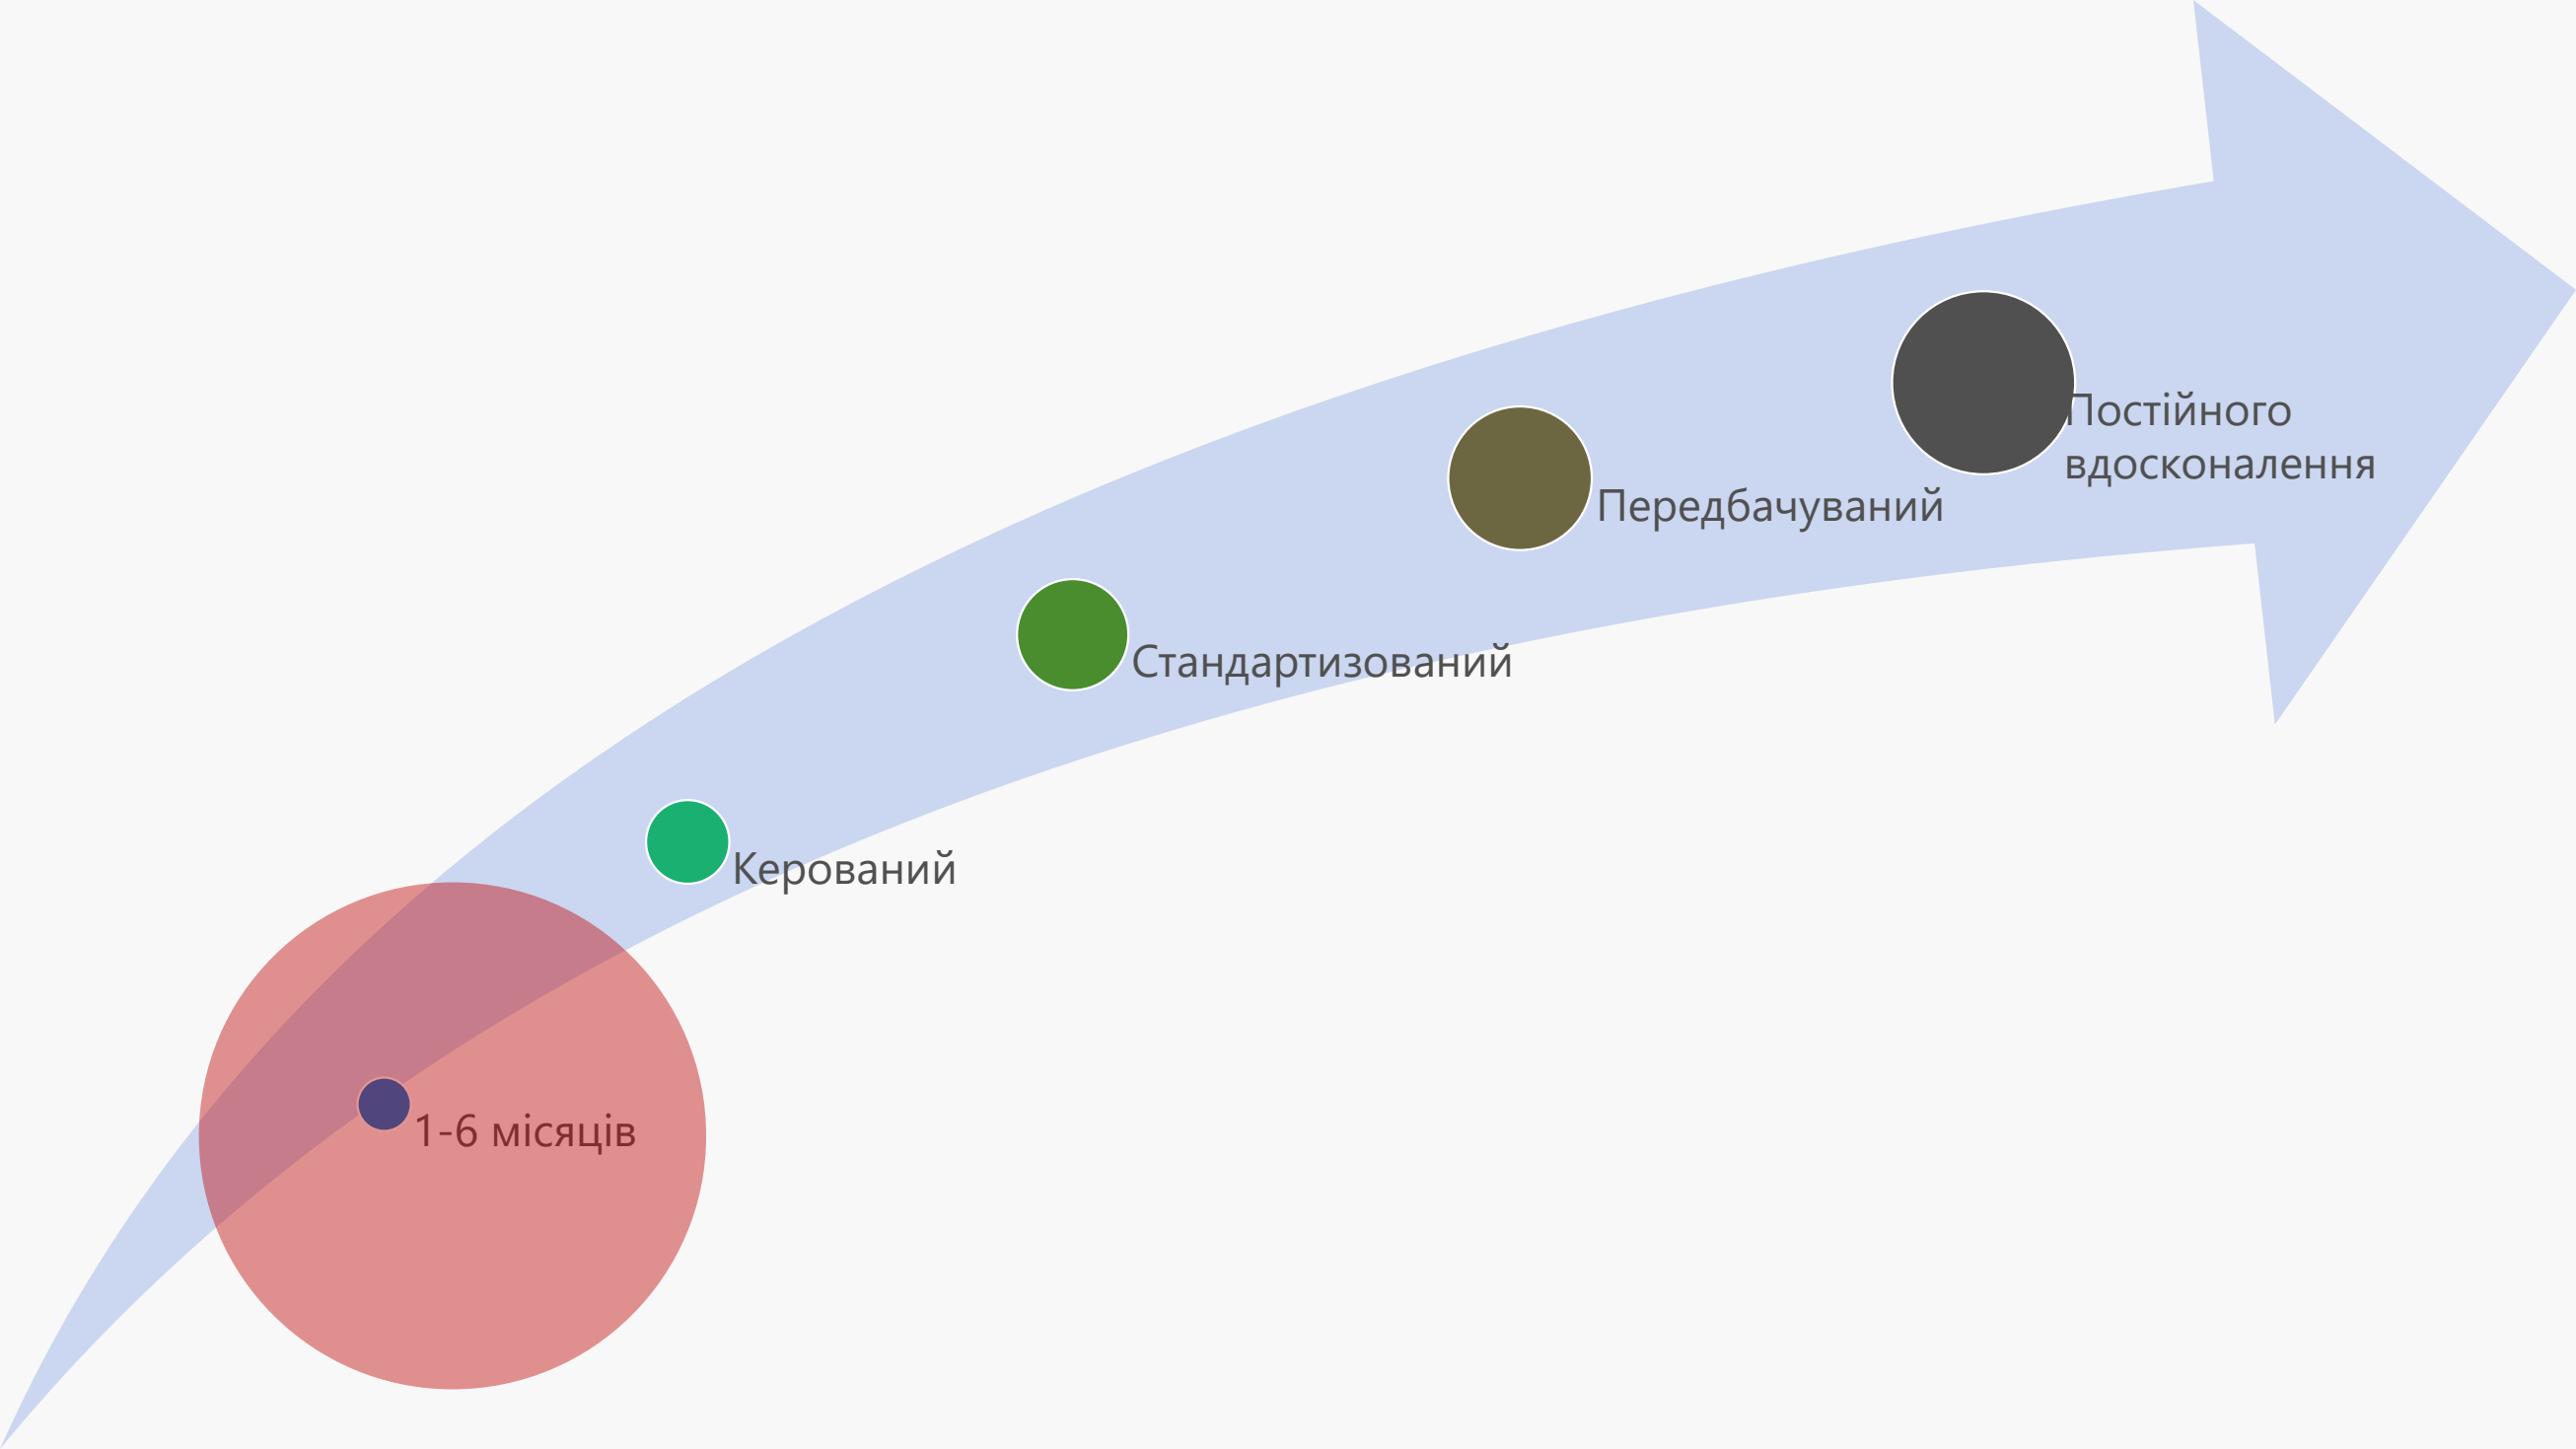 Постійного
вдосконалення
Передбачуваний
Стандартизований
Керований
1-6 місяців